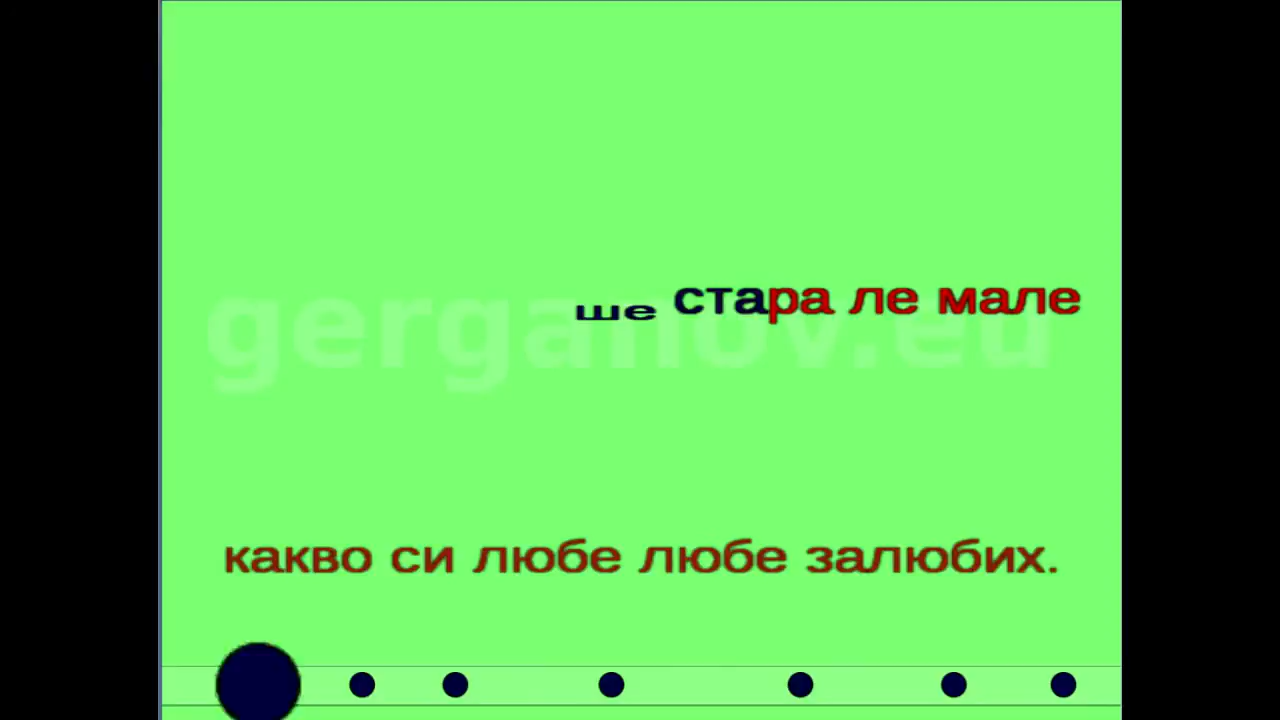 ше стара ле мале
gerganov.eu
какво си любе любе залюбих.